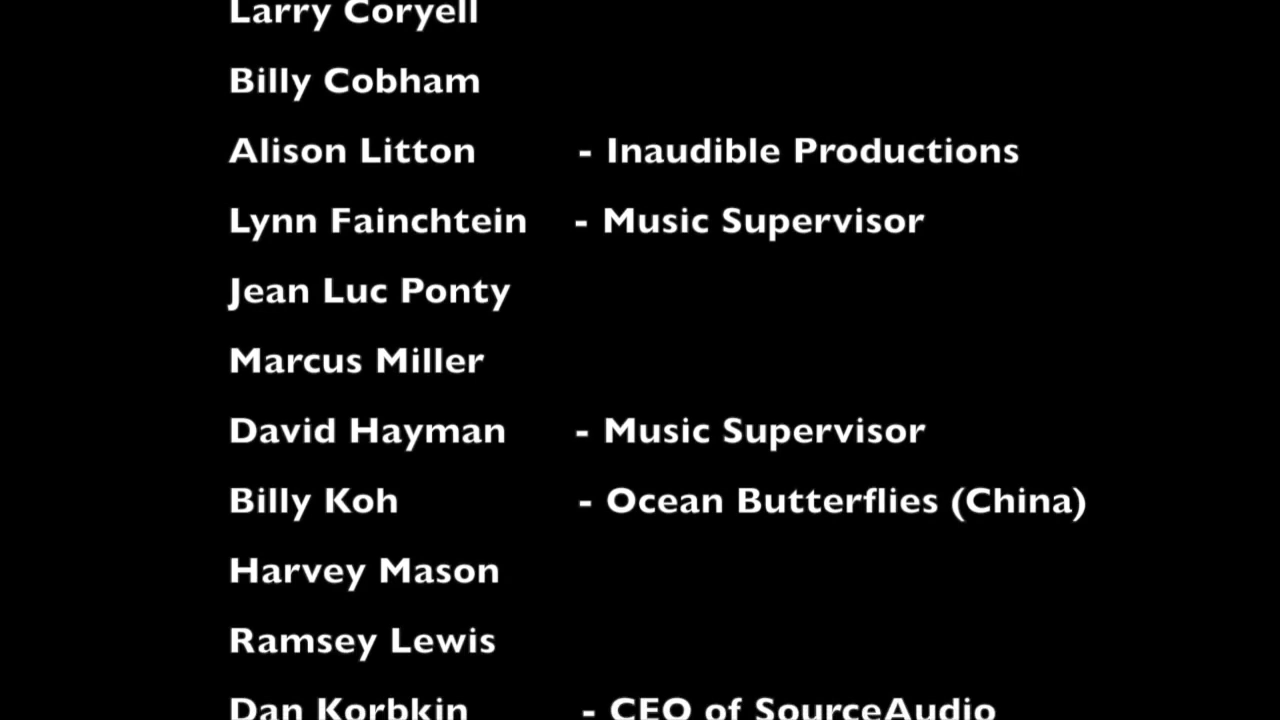 Larry Coryell
Billy Cobham
Alison Litton - Inaudible Productions
Lynn Fainchtein - Music Supervisor
Jean Luc Ponty
Marcus Miller
David Hayman - Music Supervisor
Billy Koh - Ocean Butterflies (China)
Harvey Mason
Ramsey Lewis
Dan Korbkin - CEO of SourceAudio